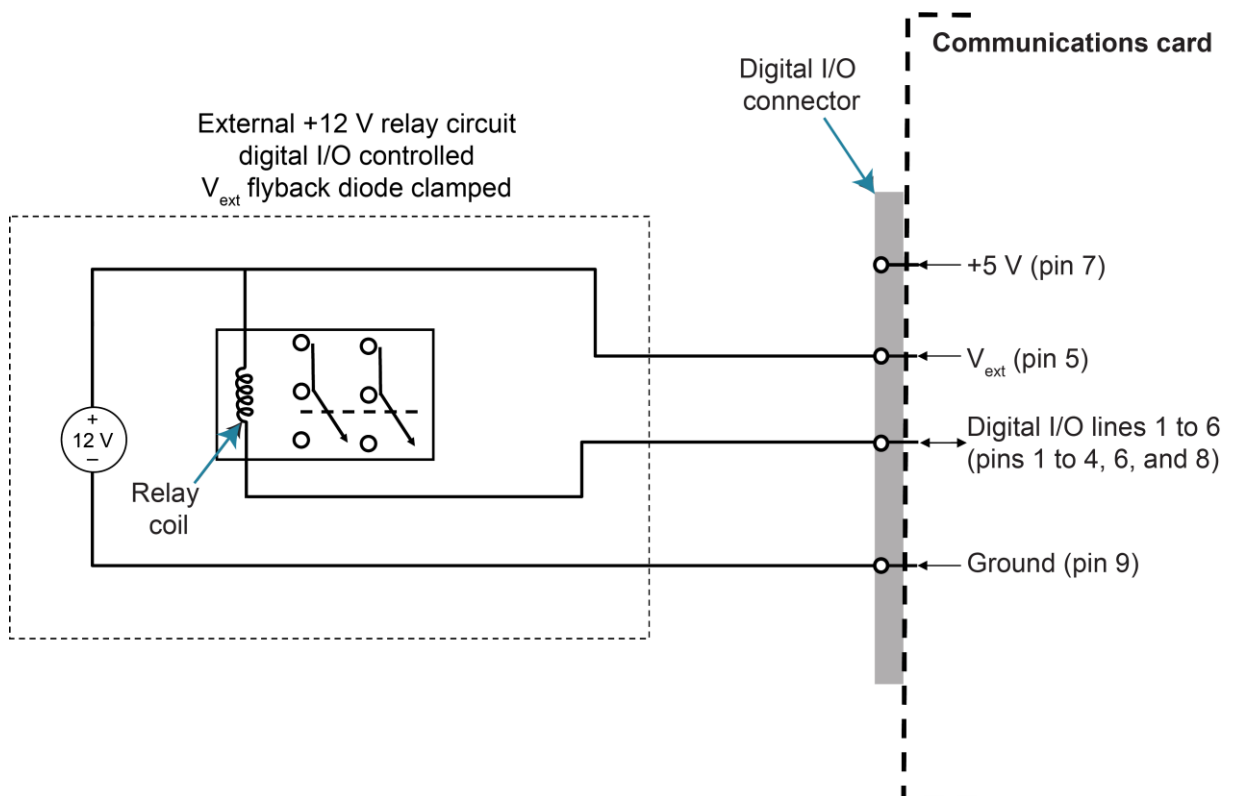 Communications card
Digital I/O
connector
External +12 V relay circuit
digital I/O controlled
Vext flyback diode clamped
+5 V (pin 7)
Vext (pin 5)
Digital I/O lines 1 to 6
(pins 1 to 4, 6, and 8)
+
12 V
–
Relay
coil
Ground (pin 9)